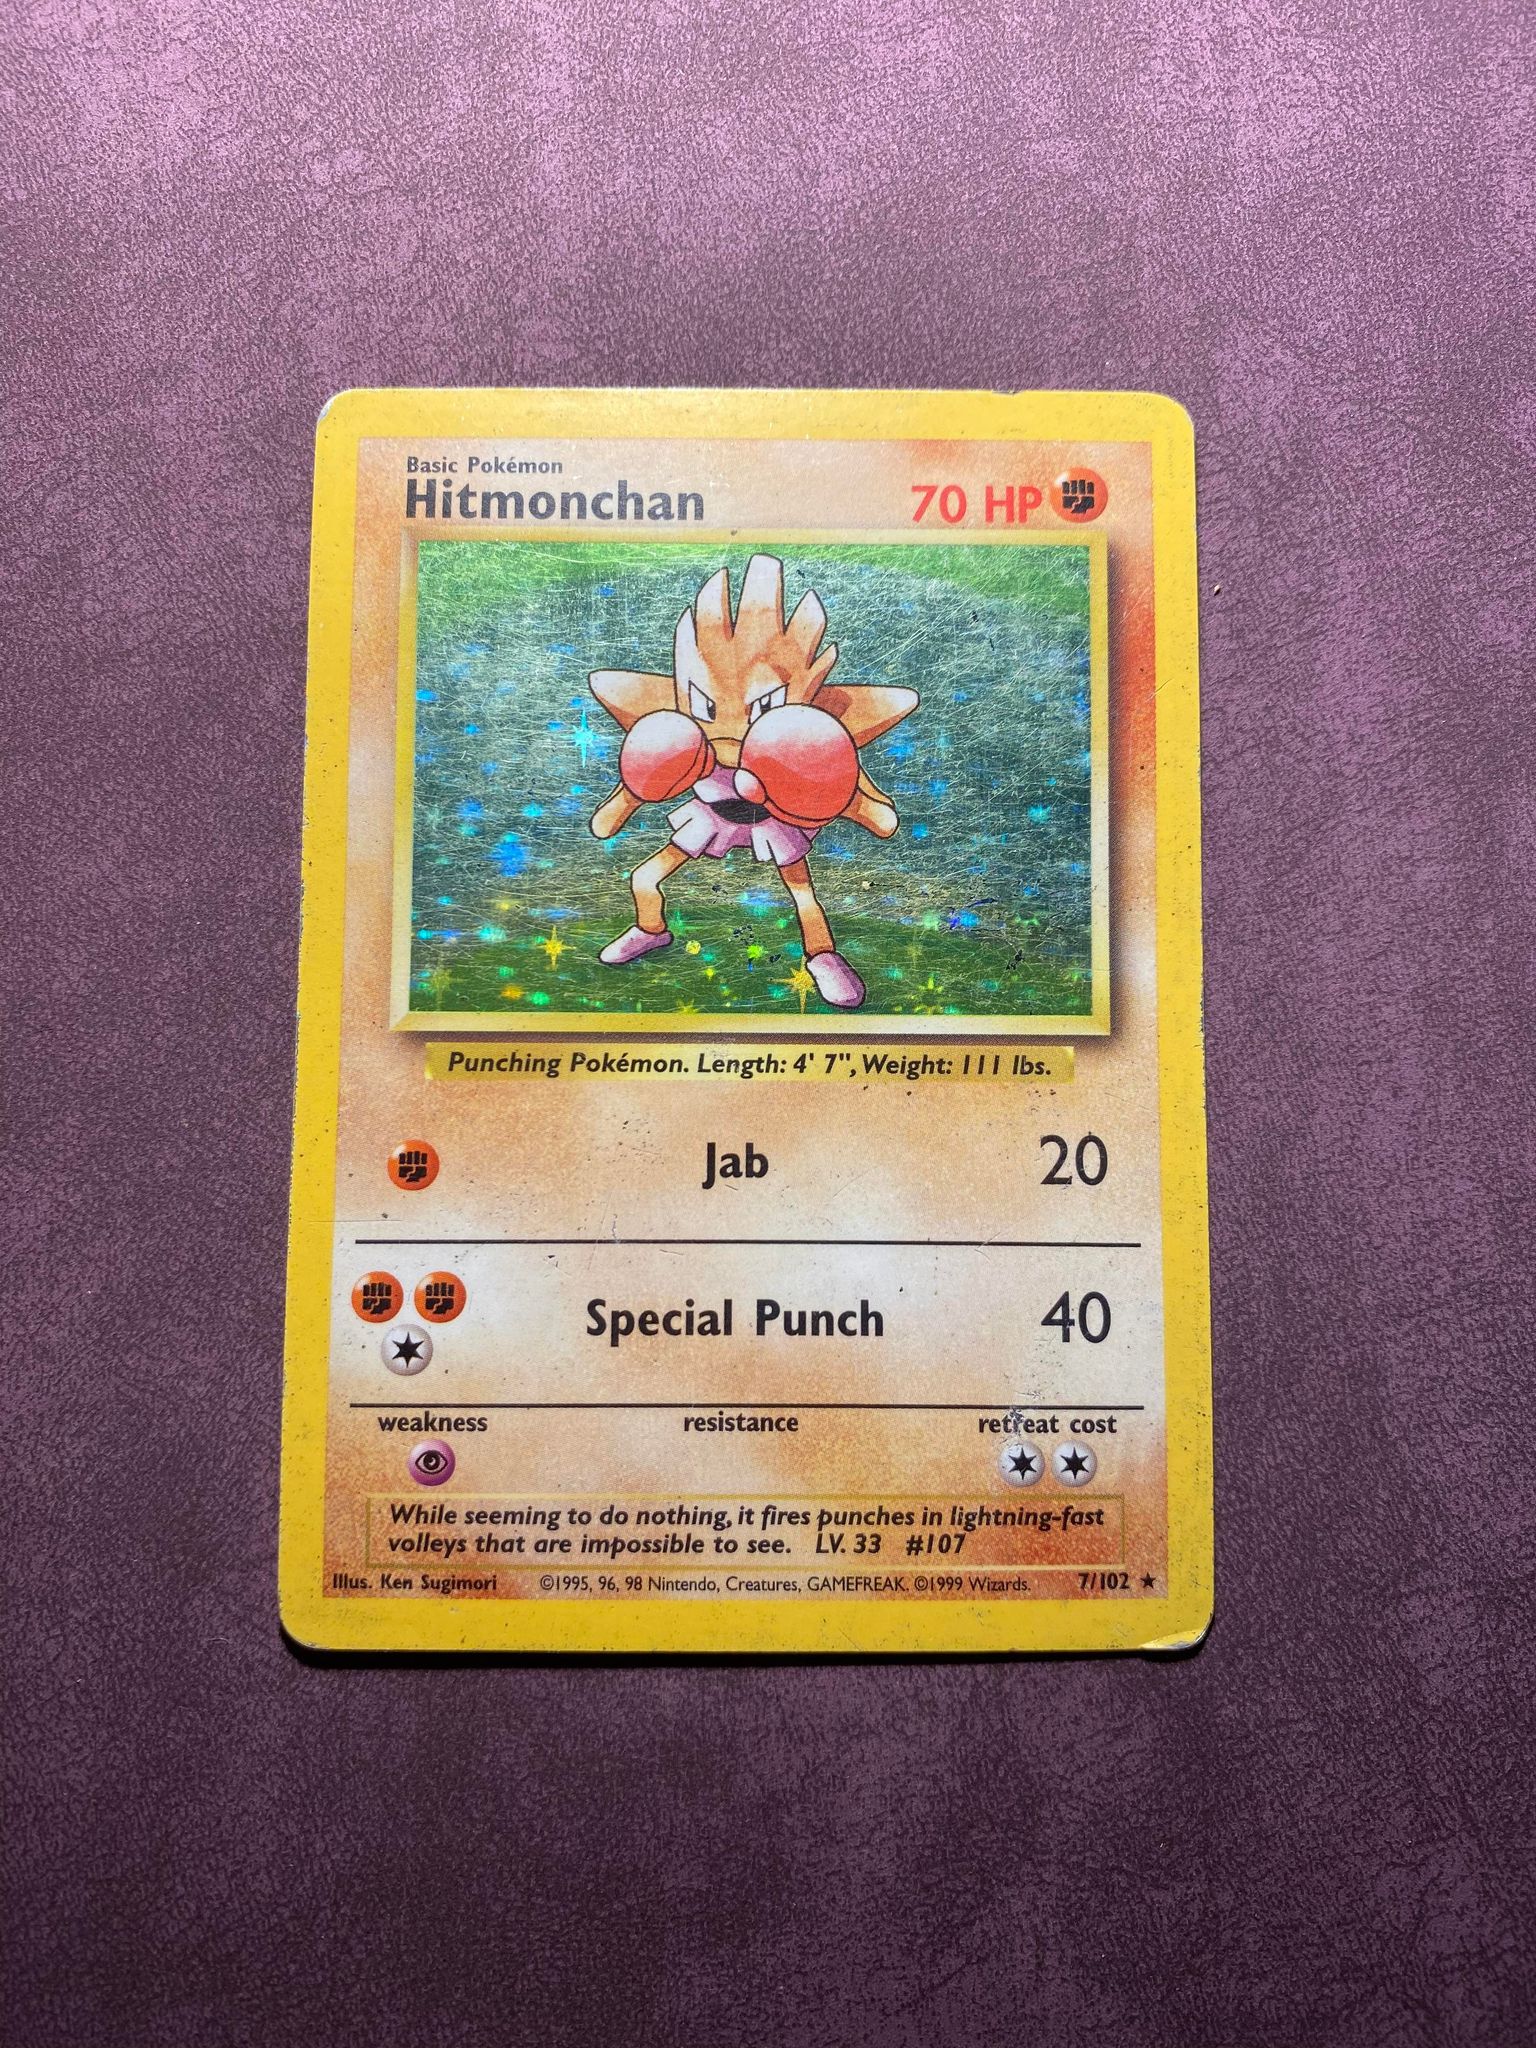 Basic Pokémon
Hitmonchan
70 HP
Punching Pokémon. Length: 4' 7", Weight: 111 lbs.
Jab 20
Special Punch 40
weakness resistance retreat cost
While seeming to do nothing, it fires punches in lightning-fast
volleys that are impossible to see. LV. 33 #107
Illus. Ken Sugimori ©1995, 96, 98 Nintendo, Creatures, GAMEFREAK. ©1999 Wizards. 7/102 ★